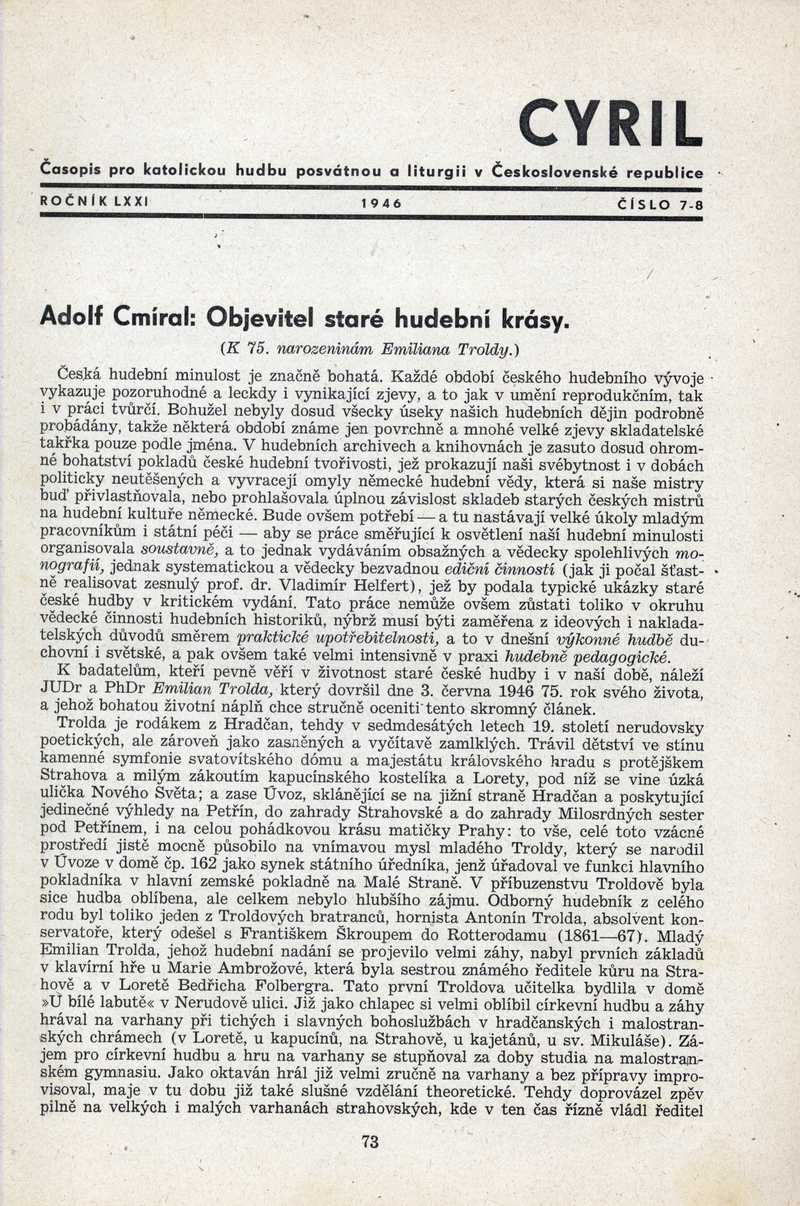 CYRIL
Časopis pro katolickou hudbu posvátnou a liturgii v Československé republice
ROČNÍK LXXI 1946 ČÍSLO 7-8
Adolf Cmíral: Objevitel staré hudební krásy.
(K 75. narozeninám Emiliana Troldy.)
Česká hudební minulost je značně bohatá. Každé období českého hudebního vývoje
vykazuje pozoruhodné a leckdy i vynikající zjevy, a to jak v umění reprodukčním, tak
i v práci tvůrčí. Bohužel nebyly dosud všecky úseky našich hudebních dějin podrobně
probádány, takže některá období známe jen povrchně a mnohé velké zjevy skladatelské
takřka pouze podle jména. V hudebních archivech a knihovnách je zasuto dosud ohrom-
né bohatství pokladů české hudební tvořivosti, jež prokazují naši svébytnost i v dobách
politicky neutěšených a vyvracejí omyly německé hudební vědy, která si naše mistry
buď přivlastňovala, nebo prohlašovala úplnou závislost skladeb starých českých mistrů
na hudební kultuře německé. Bude ovšem potřebí — a tu nastávají velké úkoly mladým
pracovníkům i státní péči — aby se práce směřující k osvětlení naší hudební minulosti
organisovala soustavně, a to jednak vydáváním obsažných a vědecky spolehlivých mo-
nografií, jednak systematickou a vědecky bezvadnou ediční činností (jak ji počal šťast-
ně realisovat zesnulý prof. dr. Vladimír Helfert), jež by podala typické ukázky staré
české hudby v kritickém vydání. Tato práce nemůže ovšem zůstati toliko v okruhu
vědecké činnosti hudebních historiků, nýbrž musí býti zaměřena z ideových i naklada-
telských důvodů směrem praktické upotřebitelnosti, a to v dnešní výkonné hudbě du-
chovní i světské, a pak ovšem také velmi intensivně v praxi hudebně pedagogické.
K badatelům, kteří pevně věří v životnost staré české hudby i v naší době, náleží
JUDr a PhDr Emilian Trolda, který dovršil dne 3. června 1946 75. rok svého života,
a jehož bohatou životní náplň chce stručně oceniti tento skromný článek.
Trolda je rodákem z Hradčan, tehdy v sedmdesátých letech 19. století nerudovsky
poetických, ale zároveň jako zasněných a vyčítavě zamlklých. Trávil dětství ve stínu
kamenné symfonie svatovítského dómu a majestátu královského hradu s protějškem
Strahova a milým zákoutím kapucínského kostelíka a Lorety, pod níž se vine úzká
ulička Nového Světa; a zase Úvoz, sklánějící se na jižní straně Hradčan a poskytující
jedinečné výhledy na Petřín, do zahrady Strahovské a do zahrady Milosrdných sester
pod Petřínem, i na celou pohádkovou krásu matičky Prahy: to vše, celé toto vzácné
prostředí jistě mocně působilo na vnímavou mysl mladého Troldy, který se narodil
v Úvoze v domě čp. 162 jako synek státního úředníka, jenž úřadoval ve funkci hlavního
pokladníka v hlavní zemské pokladně na Malé Straně. V příbuzenstvu Troldově byla
sice hudba oblíbena, ale celkem nebylo hlubšího zájmu. Odborný hudebník z celého
rodu byl toliko jeden z Troldových bratranců, hornista Antonín Trolda, absolvent kon-
servatoře, který odešel s Františkem Škroupem do Rotterodamu (1861—67). Mladý
Emilian Trolda, jehož hudební nadání se projevilo velmi záhy, nabyl prvních základů
v klavírní hře u Marie Ambrožové, která byla sestrou známého ředitele kůru na Stra-
hově a v Loretě Bedřicha Folbergra. Tato první Troldova učitelka bydlila v domě
»U bílé labutě« v Nerudově ulici. Již jako chlapec si velmi oblíbil církevní hudbu a záhy
hrával na varhany při tichých i slavných bohoslužbách v hradčanských i malostran-
ských chrámech (v Loretě, u kapucínů, na Strahově, u kajetánů, u sv. Mikuláše). Zá-
jem pro církevní hudbu a hru na varhany se stupňoval za doby studia na malostran-
ském gymnasiu. Jako oktaván hrál již velmi zručně na varhany a bez přípravy impro-
visoval, maje v tu dobu již také slušné vzdělání theoretické. Tehdy doprovázel zpěv
pilně na velkých i malých varhanách strahovských, kde v ten čas řízně vládl ředitel
73